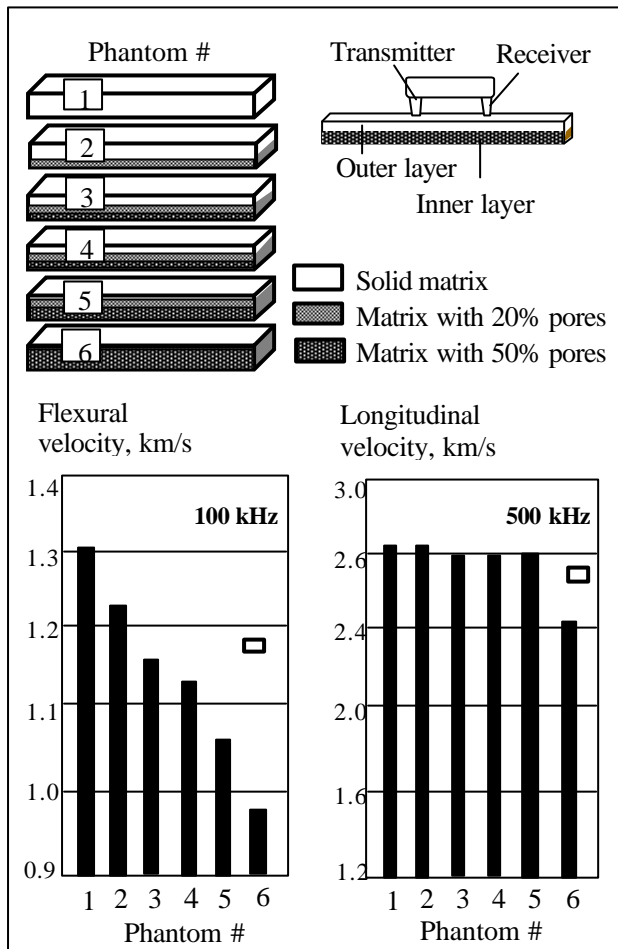 Phantom #
1
2
3
4
5
6
Transmitter
Receiver
Outer layer
Inner layer
Solid matrix
Matrix with 20% pores
Matrix with 50% pores
Flexural
velocity, km/s
1.4
1.3
1.2
1.1
1.0
0.9
100 kHz
1 2 3 4 5 6
Phantom #
Longitudinal
velocity, km/s
3.0
2.6
2.4
2.0
1.6
1.2
500 kHz
1 2 3 4 5 6
Phantom #